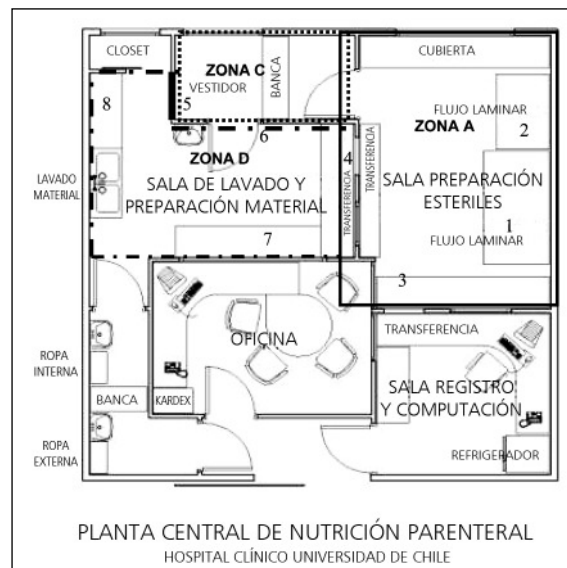 CLOSET
ZONA C
VESTIDOR
BANCA
CUBIERTA
8
5
6
FLUJO LAMINAR
ZONA A
2
ZONA D
4
TRANSFERENCIA
TRANSFERENCIA
LAVADO
MATERIAL
SALA DE LAVADO Y
PREPARACIÓN MATERIAL
SALA PREPARACIÓN
ESTERILES
1
7
FLUJO LAMINAR
3
OFICINA
TRANSFERENCIA
ROPA
INTERNA
BANCA
KARDEX
SALA REGISTRO
Y COMPUTACIÓN
ROPA
EXTERNA
REFRIGERADOR
PLANTA CENTRAL DE NUTRICIÓN PARENTERAL
HOSPITAL CLÍNICO UNIVERSIDAD DE CHILE